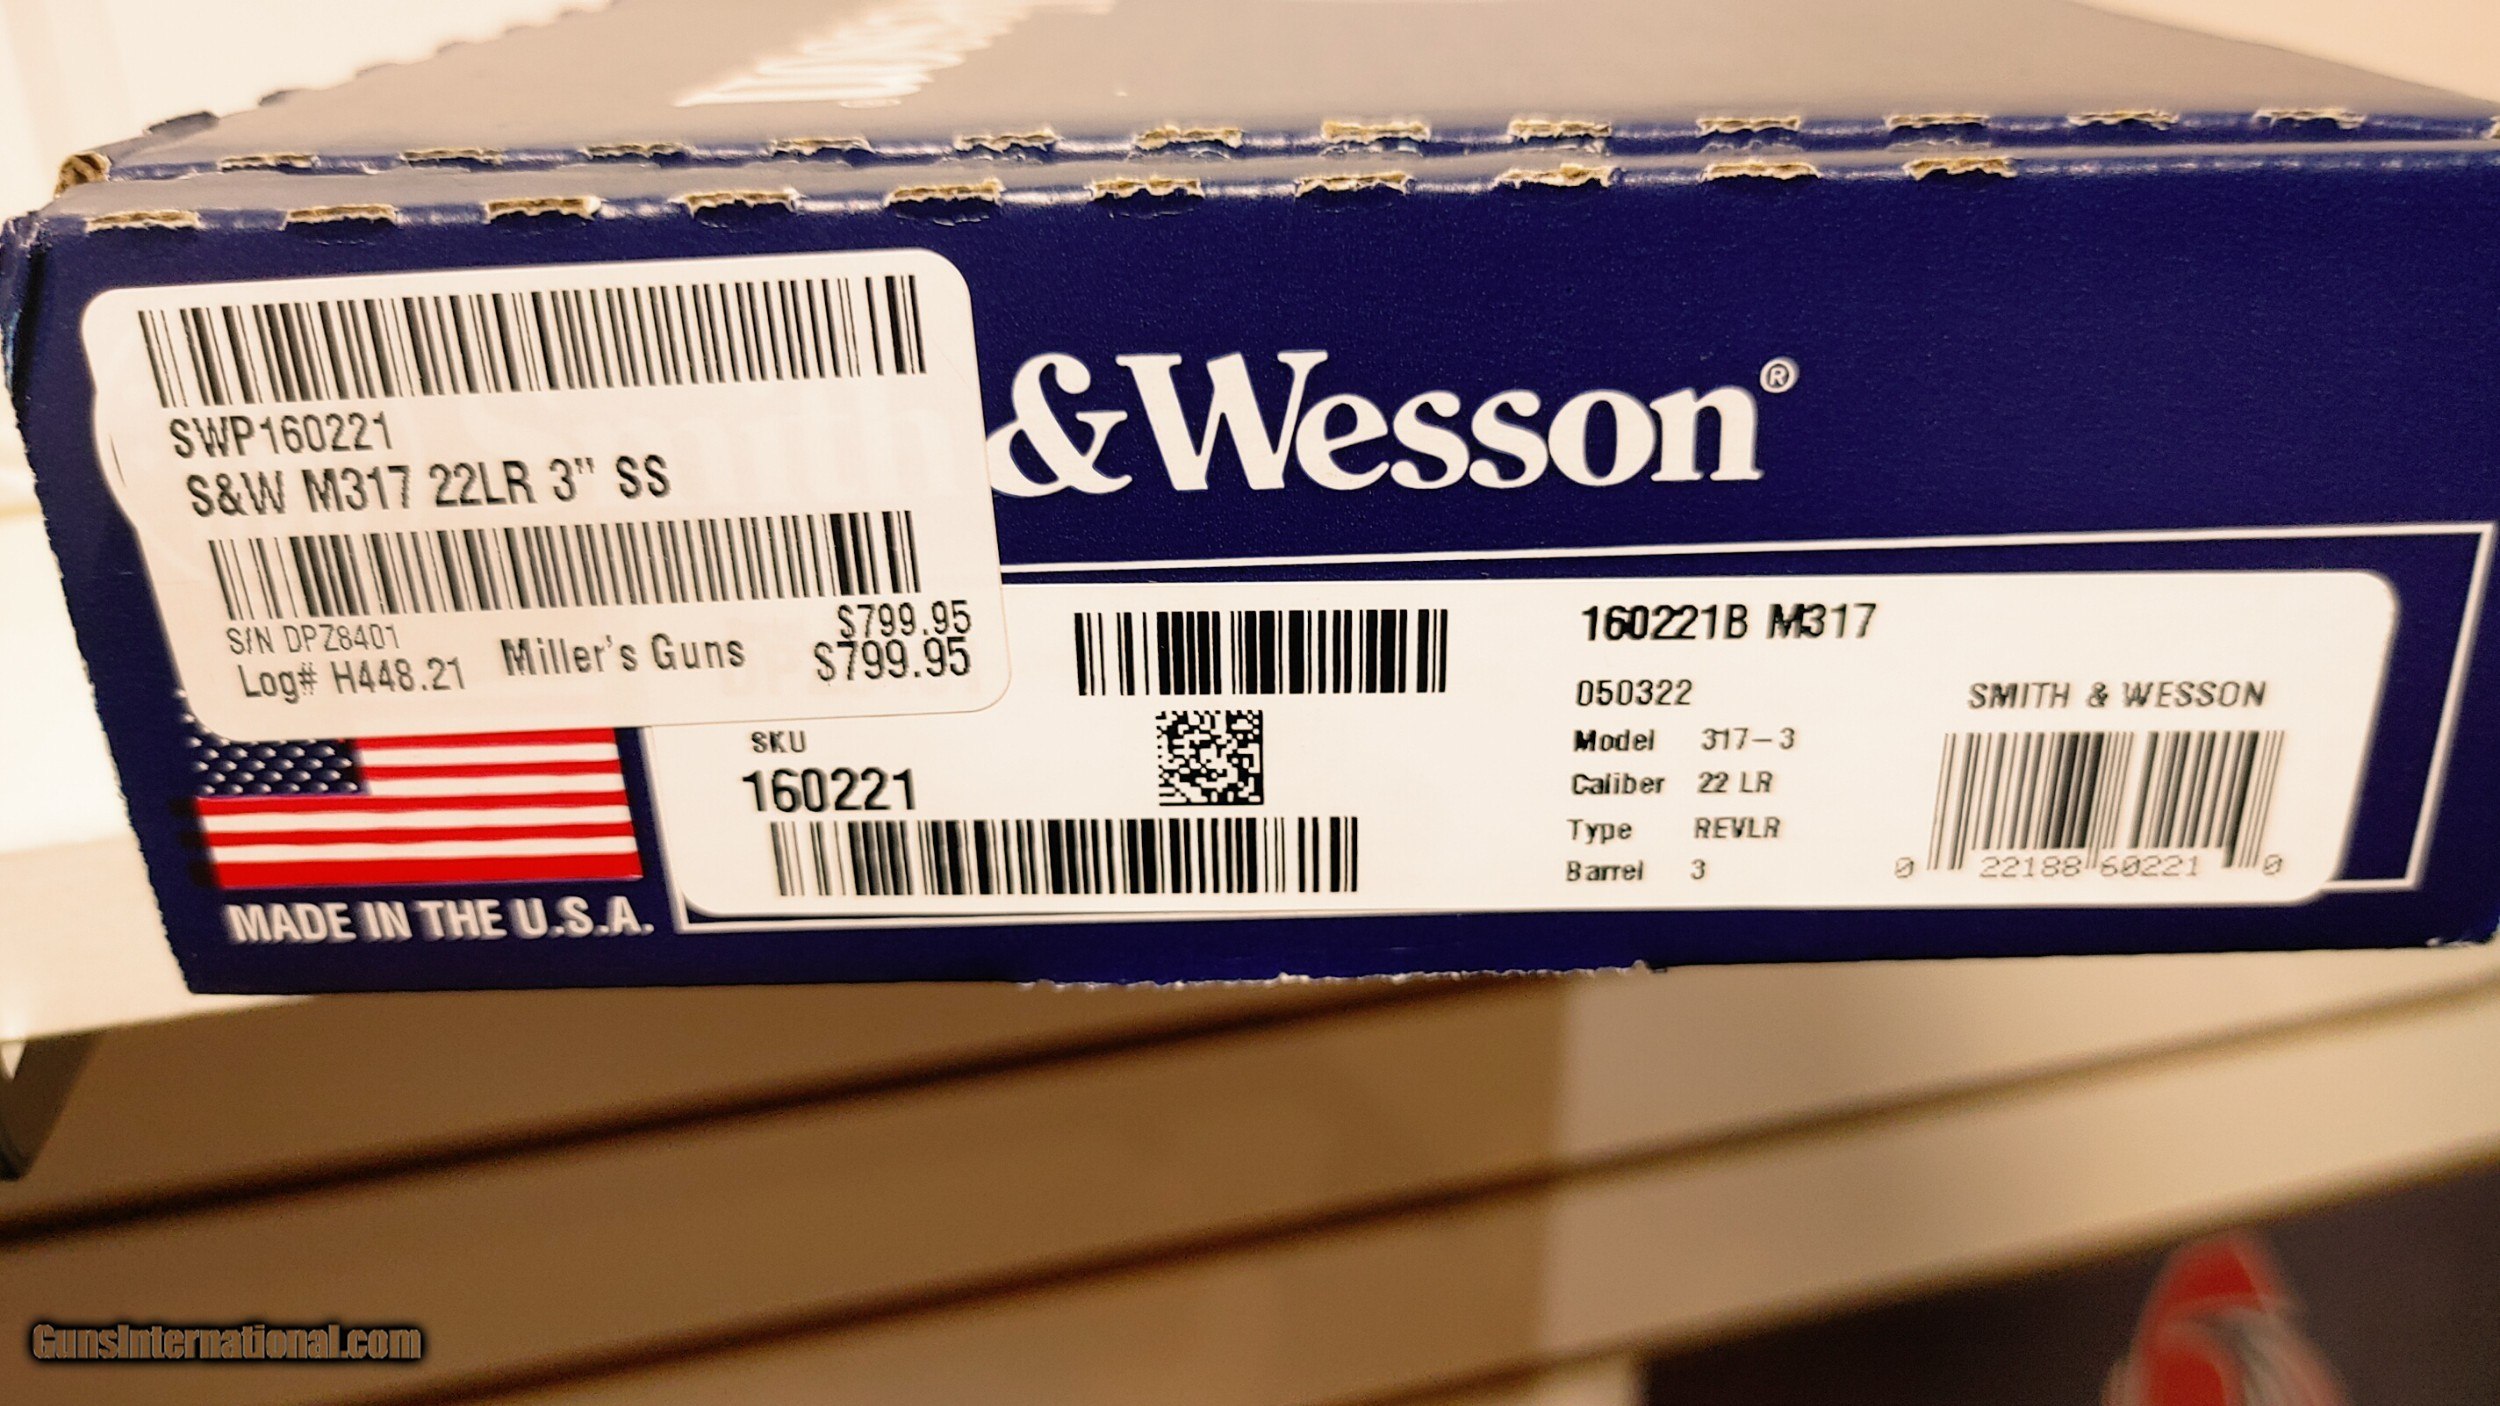 &Wesson®
SWP160221
S&W M317 22LR 3" SS
S/N DPZ8401
$799.95
Log# H448.21
Miller's Guns
$799.95
MADE IN THE U.S.A.
SKU
160221
160221B M317
050322
Model 317-3
Caliber 22 LR
Type REVLR
Barrel 3
SMITH & WESSON
0 22188 60221 0
GunsInternational.com